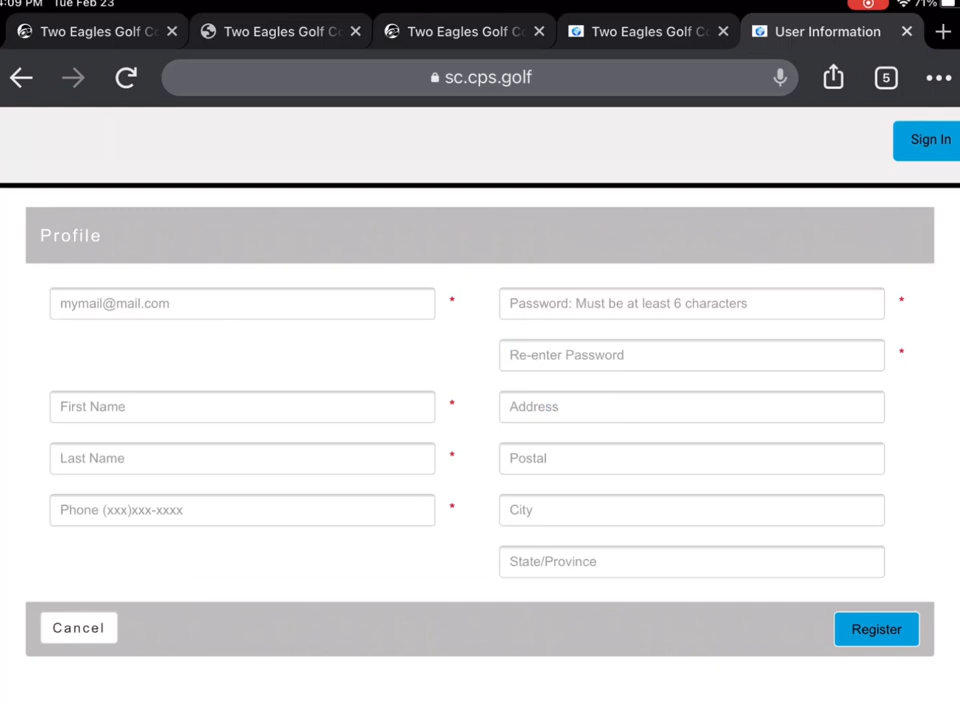 4:09 PM Tue Feb 23 71%
Two Eagles Golf Co Two Eagles Golf Co Two Eagles Golf Co Two Eagles Golf Co User Information
sc.cps.golf 5
Sign In
Profile
mymail@mail.com * Password: Must be at least 6 characters *
Re-enter Password *
First Name * Address
Last Name * Postal
Phone (xxx)xxx-xxxx * City
State/Province
Cancel Register